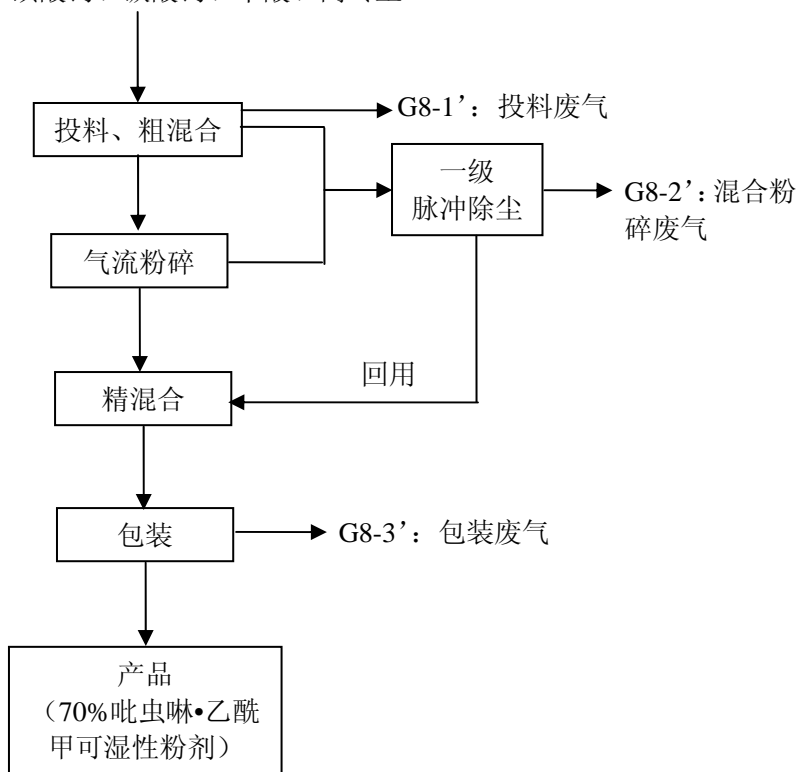 G8-1’：投料废气
投料、粗混合
一级
脉冲除尘
G8-2’：混合粉
碎废气
气流粉碎
回用
精混合
包装
G8-3’：包装废气
产品
（70%吡虫啉•乙酰
甲可湿性粉剂）